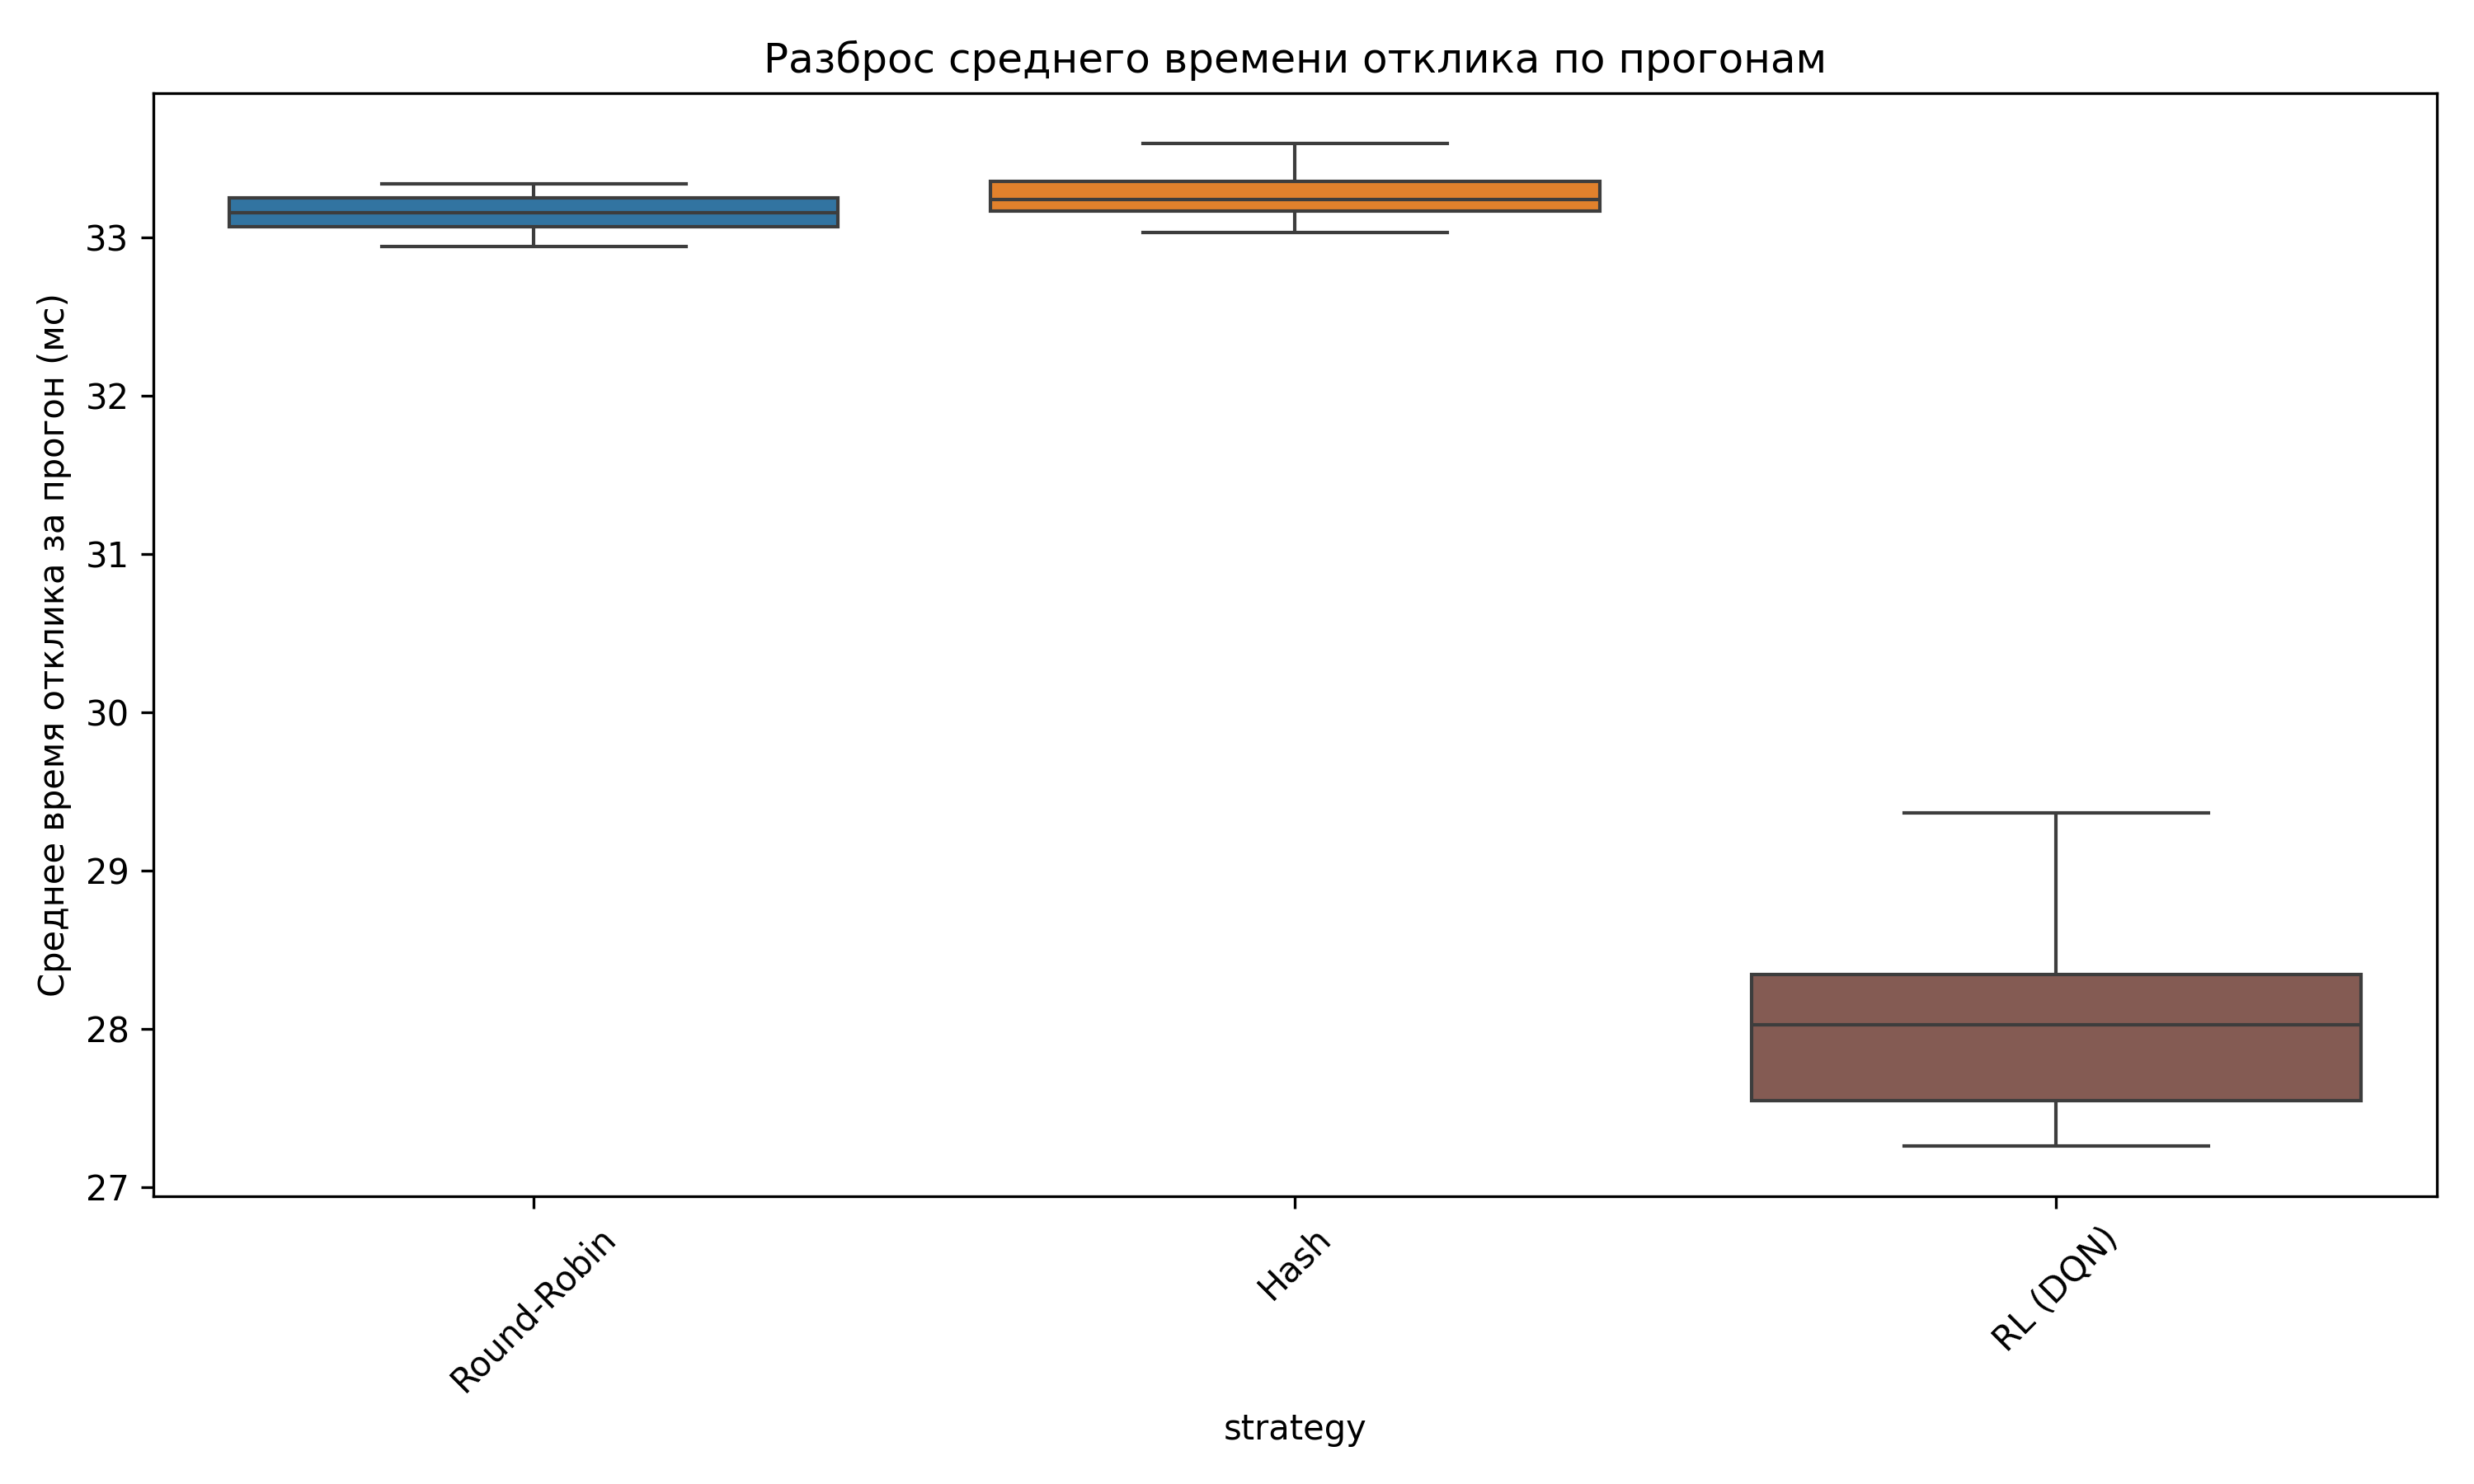 Разброс среднего времени отклика по прогонам
Среднее время отклика за прогон (мс)
33
32
31
30
29
28
27
Round-Robin
Hash
RL (DQN)
strategy